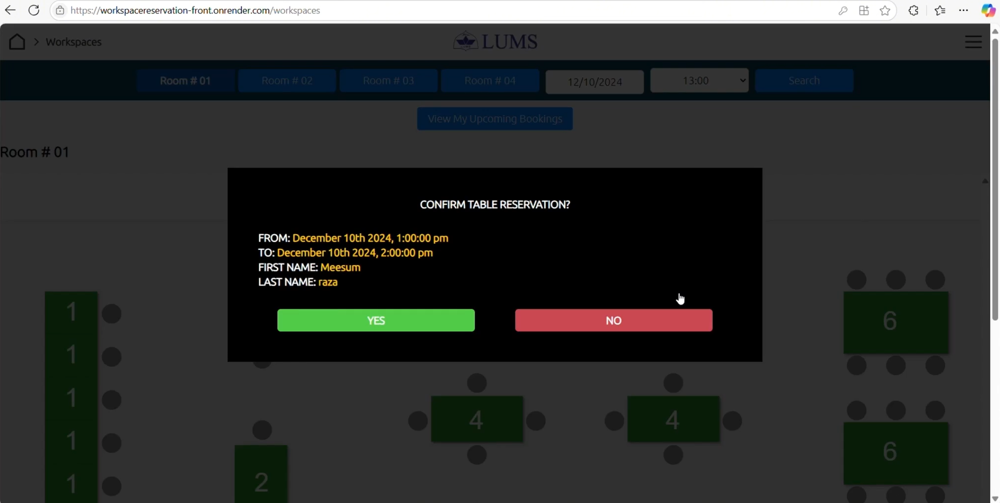 https://workspacereservation-front.onrender.com/workspaces
> Workspaces
LUMS
Room # 01
Room # 02
Room # 03
Room # 04
12/10/2024
13:00
Search
View My Upcoming Bookings
Room # 01
CONFIRM TABLE RESERVATION?
FROM: December 10th 2024, 1:00:00 pm
TO: December 10th 2024, 2:00:00 pm
FIRST NAME: Meesum
LAST NAME: raza
YES
NO
1
1
1
1
1
2
4
4
6
6